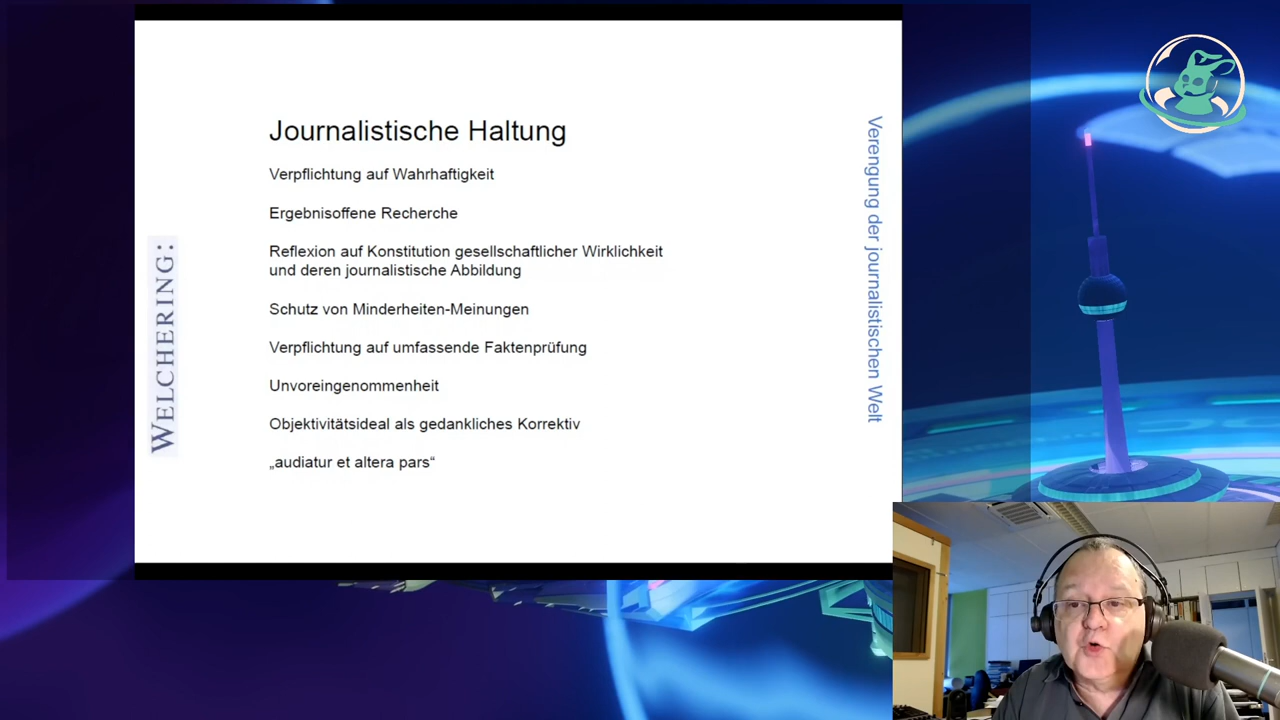 Journalistische Haltung
Verpflichtung auf Wahrhaftigkeit
Ergebnisoffene Recherche
Reflexion auf Konstitution gesellschaftlicher Wirklichkeit
und deren journalistische Abbildung
Schutz von Minderheiten-Meinungen
Verpflichtung auf umfassende Faktenprüfung
Unvoreingenommenheit
Objektivitätsideal als gedankliches Korrektiv
„audiatur et altera pars“
WELCHERING:
Verengung der journalistischen Welt